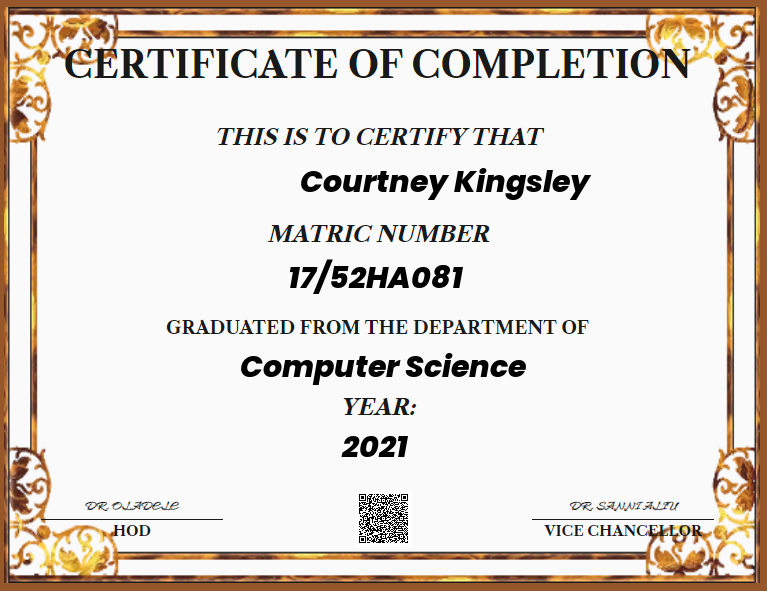 CERTIFICATE OF COMPLETION
THIS IS TO CERTIFY THAT
Courtney Kingsley
MATRIC NUMBER
17/52HA081
GRADUATED FROM THE DEPARTMENT OF
Computer Science
YEAR:
2021
DR. OLADELE
DR. SANNI ALIU
HOD
VICE CHANCELLOR